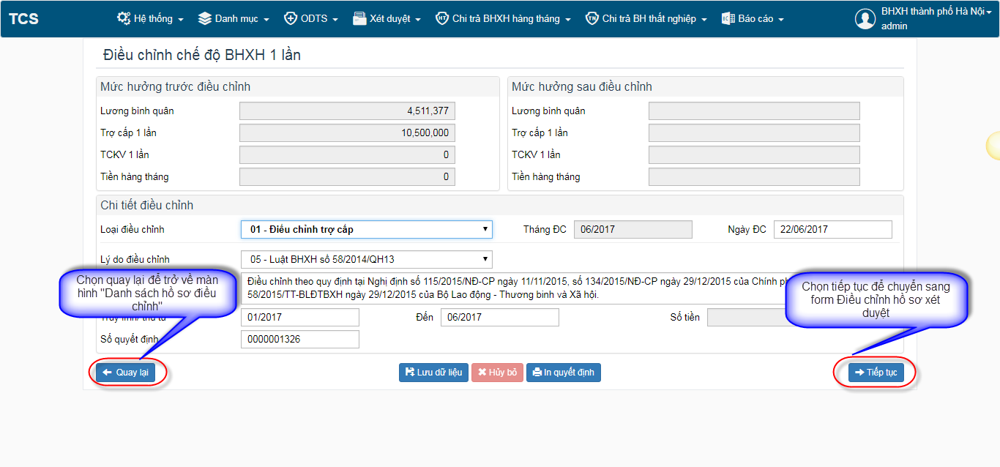 TCS
Hệ thống
Danh mục
ODTS
Xét duyệt
Chi trả BHXH hàng tháng
Chi trả BH thất nghiệp
Báo cáo
BHXH thành phố Hà Nội
admin
Điều chỉnh chế độ BHXH 1 lần
Mức hưởng trước điều chỉnh
Lương bình quân 4,511,377
Trợ cấp 1 lần 10,500,000
TCKV 1 lần 0
Tiền hàng tháng 0
Mức hưởng sau điều chỉnh
Lương bình quân
Trợ cấp 1 lần
TCKV 1 lần
Tiền hàng tháng
Chi tiết điều chỉnh
Loại điều chỉnh 01 - Điều chỉnh trợ cấp Tháng ĐC 06/2017 Ngày ĐC 22/06/2017
Lý do điều chỉnh 05 - Luật BHXH số 58/2014/QH13
Điều chỉnh theo quy định tại Nghị định số 115/2015/NĐ-CP ngày 11/11/2015, số 134/2015/NĐ-CP ngày 29/12/2015 của Chính
58/2015/TT-BLĐTBXH ngày 29/12/2015 của Bộ Lao động - Thương binh và Xã hội.
01/2017 Đến 06/2017 Số tiền
Số quyết định 0000001326
Chọn quay lại để trở về màn
hình "Danh sách hồ sơ điều
chỉnh"
Chọn tiếp tục để chuyển sang
form Điều chỉnh hồ sơ xét
duyệt
Quay lại
Lưu dữ liệu
Hủy bỏ
In quyết định
Tiếp tục